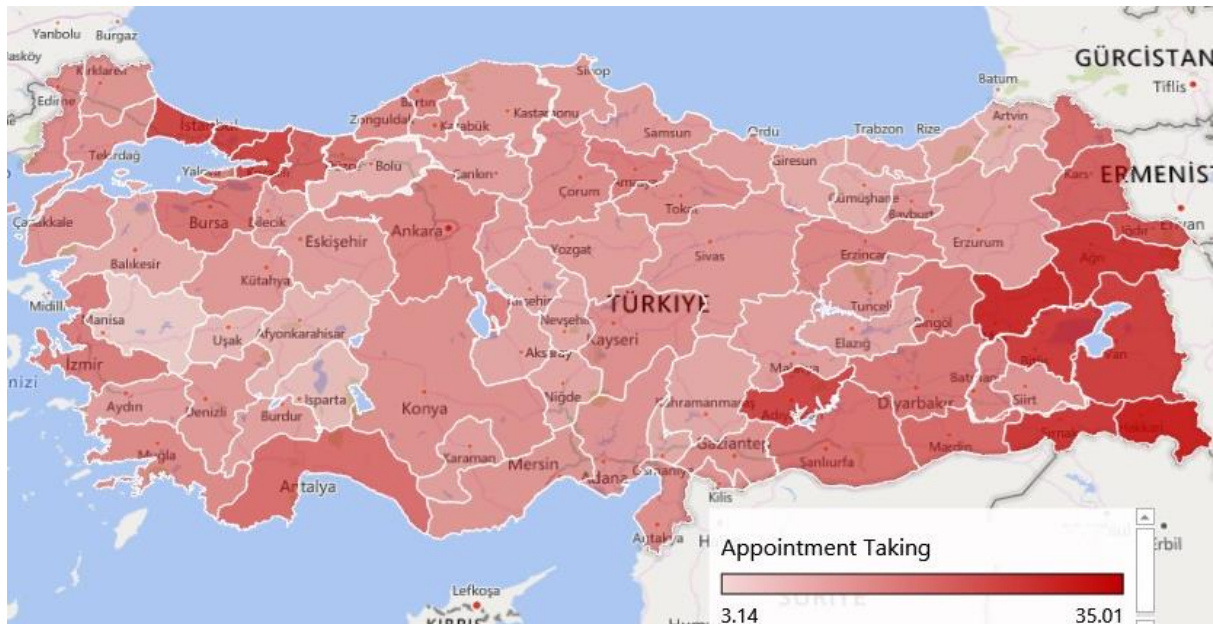 Yanbolu Burgaz
GÜRCİSTAN
Tiflis
Batum
Kırklareli
Edirne
Sinop
Artvin
Bartın
Kastamonu
Zonguldak
Karabük
İstanbul
Samsun
Ordu
Trabzon Rize
Giresun
Tekirdağ
Yalova
Bolu
Çankırı
Çorum
Amasya
Tokat
Gümüşhane
Bayburt
Kars
ERMENİST
Erivan
Iğdır
Çanakkale
Bursa
Bilecik
Eskişehir
Ankara
Yozgat
Sivas
Erzincan
Erzurum
Ağrı
Balıkesir
Kütahya
Midilli
Manisa
Uşak
Afyonkarahisar
Kırşehir
TÜRKIYE
Nevşehir
Kayseri
Tunceli
Bingöl
Elazığ
İzmir
Aksaray
Malatya
Bitlis
Van
Batman
Siirt
Aydın
Denizli
Isparta
Burdur
Konya
Niğde
Kahramanmaraş
Adıyaman
Diyarbakır
Şırnak
Hakkari
Muğla
Karaman
Mersin
Gaziantep
Mardin
Şanlıurfa
Antalya
Adana
Osmaniye
Kilis
Antakya
Erbil
Appointment Taking
3.14 35.01
SURİYE
Lefkoşa
KIBRIS